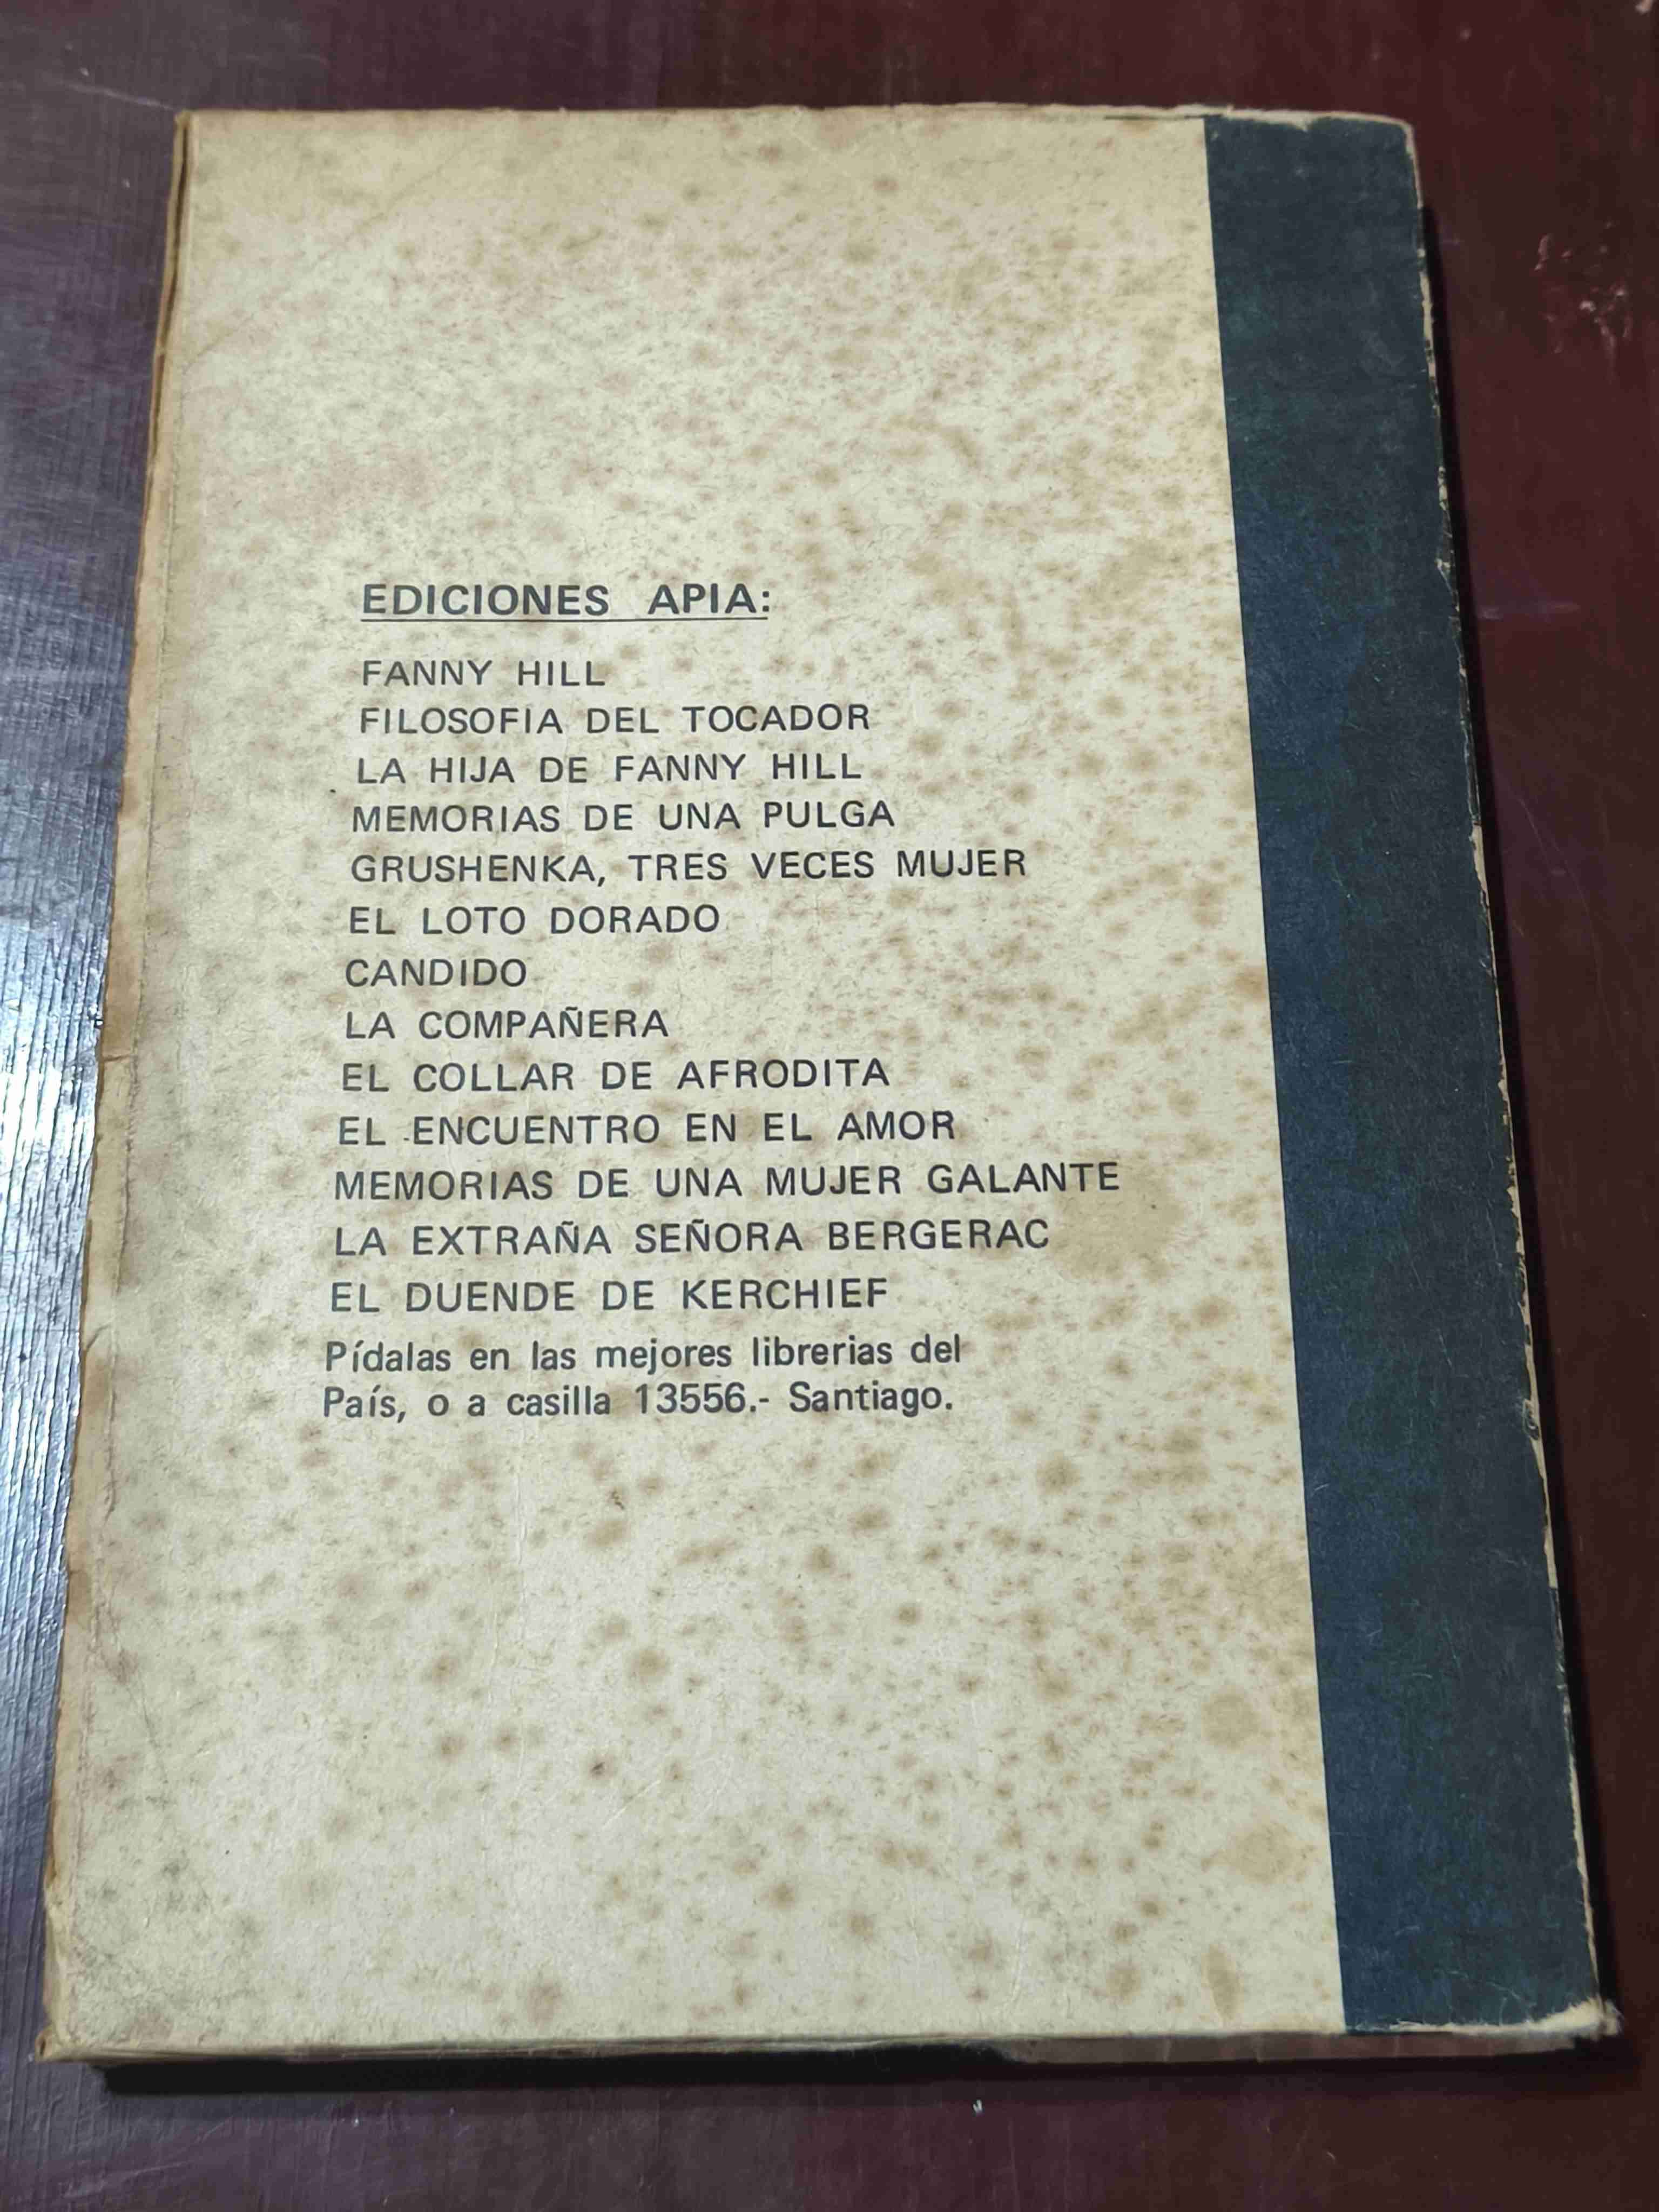 EDICIONES APIA:
FANNY HILL
FILOSOFIA DEL TOCADOR
LA HIJA DE FANNY HILL
MEMORIAS DE UNA PULGA
GRUSHENKA, TRES VECES MUJER
EL LOTO DORADO
CANDIDO
LA COMPAÑERA
EL COLLAR DE AFRODITA
EL ENCUENTRO EN EL AMOR
MEMORIAS DE UNA MUJER GALANTE
LA EXTRAÑA SEÑORA BERGERAC
EL DUENDE DE KERCHIEF
Pídalas en las mejores librerias del
País, o a casilla 13556.- Santiago.